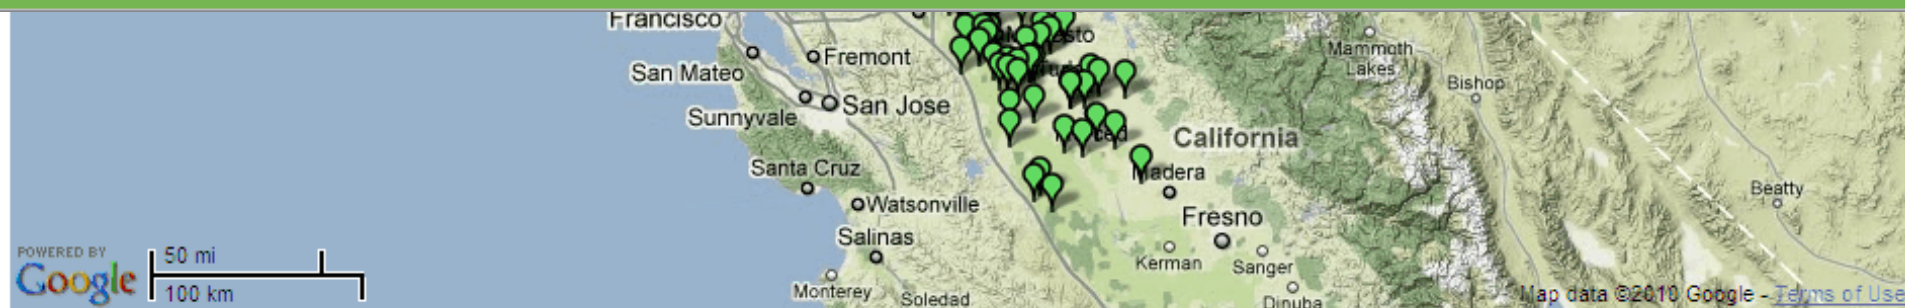 Francisco
Fremont
San Mateo
San Jose
Sunnyvale
Santa Cruz
Watsonville
Salinas
Monterey
Soledad
California
Madera
Fresno
Kerman
Sanger
Dinuba
Mammoth
Lakes
Bishop
Beatty
POWERED BY
Google
50 mi
100 km
Map data ©2010 Google - Terms of Use